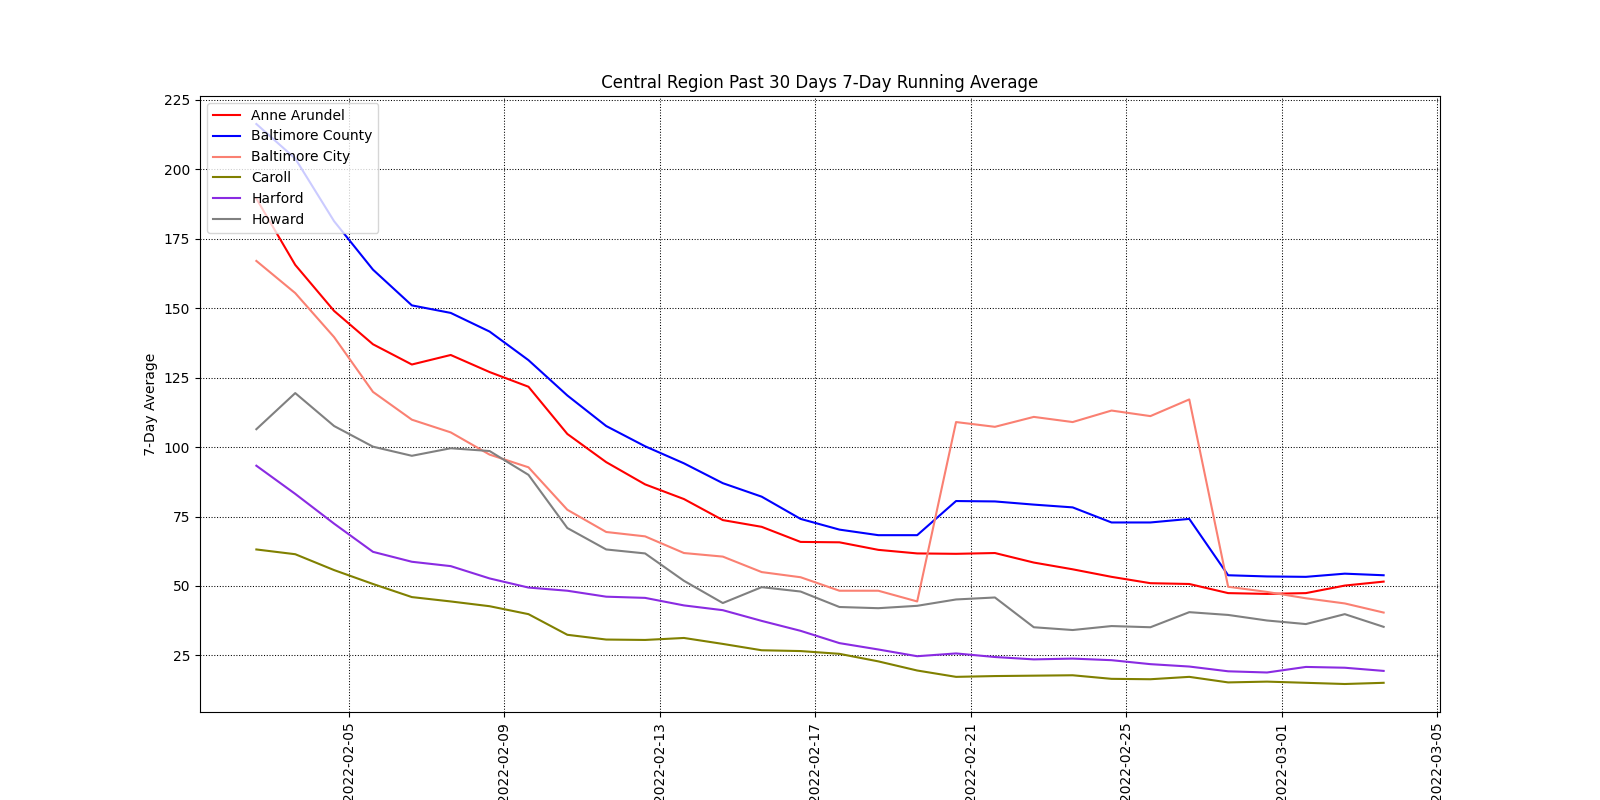 Central Region Past 30 Days 7-Day Running Average
225
200
175
150
125
100
75
50
25
7-Day Average
Anne Arundel
Baltimore County
Baltimore City
Caroll
Harford
Howard
2022-02-05
2022-02-09
2022-02-13
2022-02-17
2022-02-21
2022-02-25
2022-03-01
2022-03-05